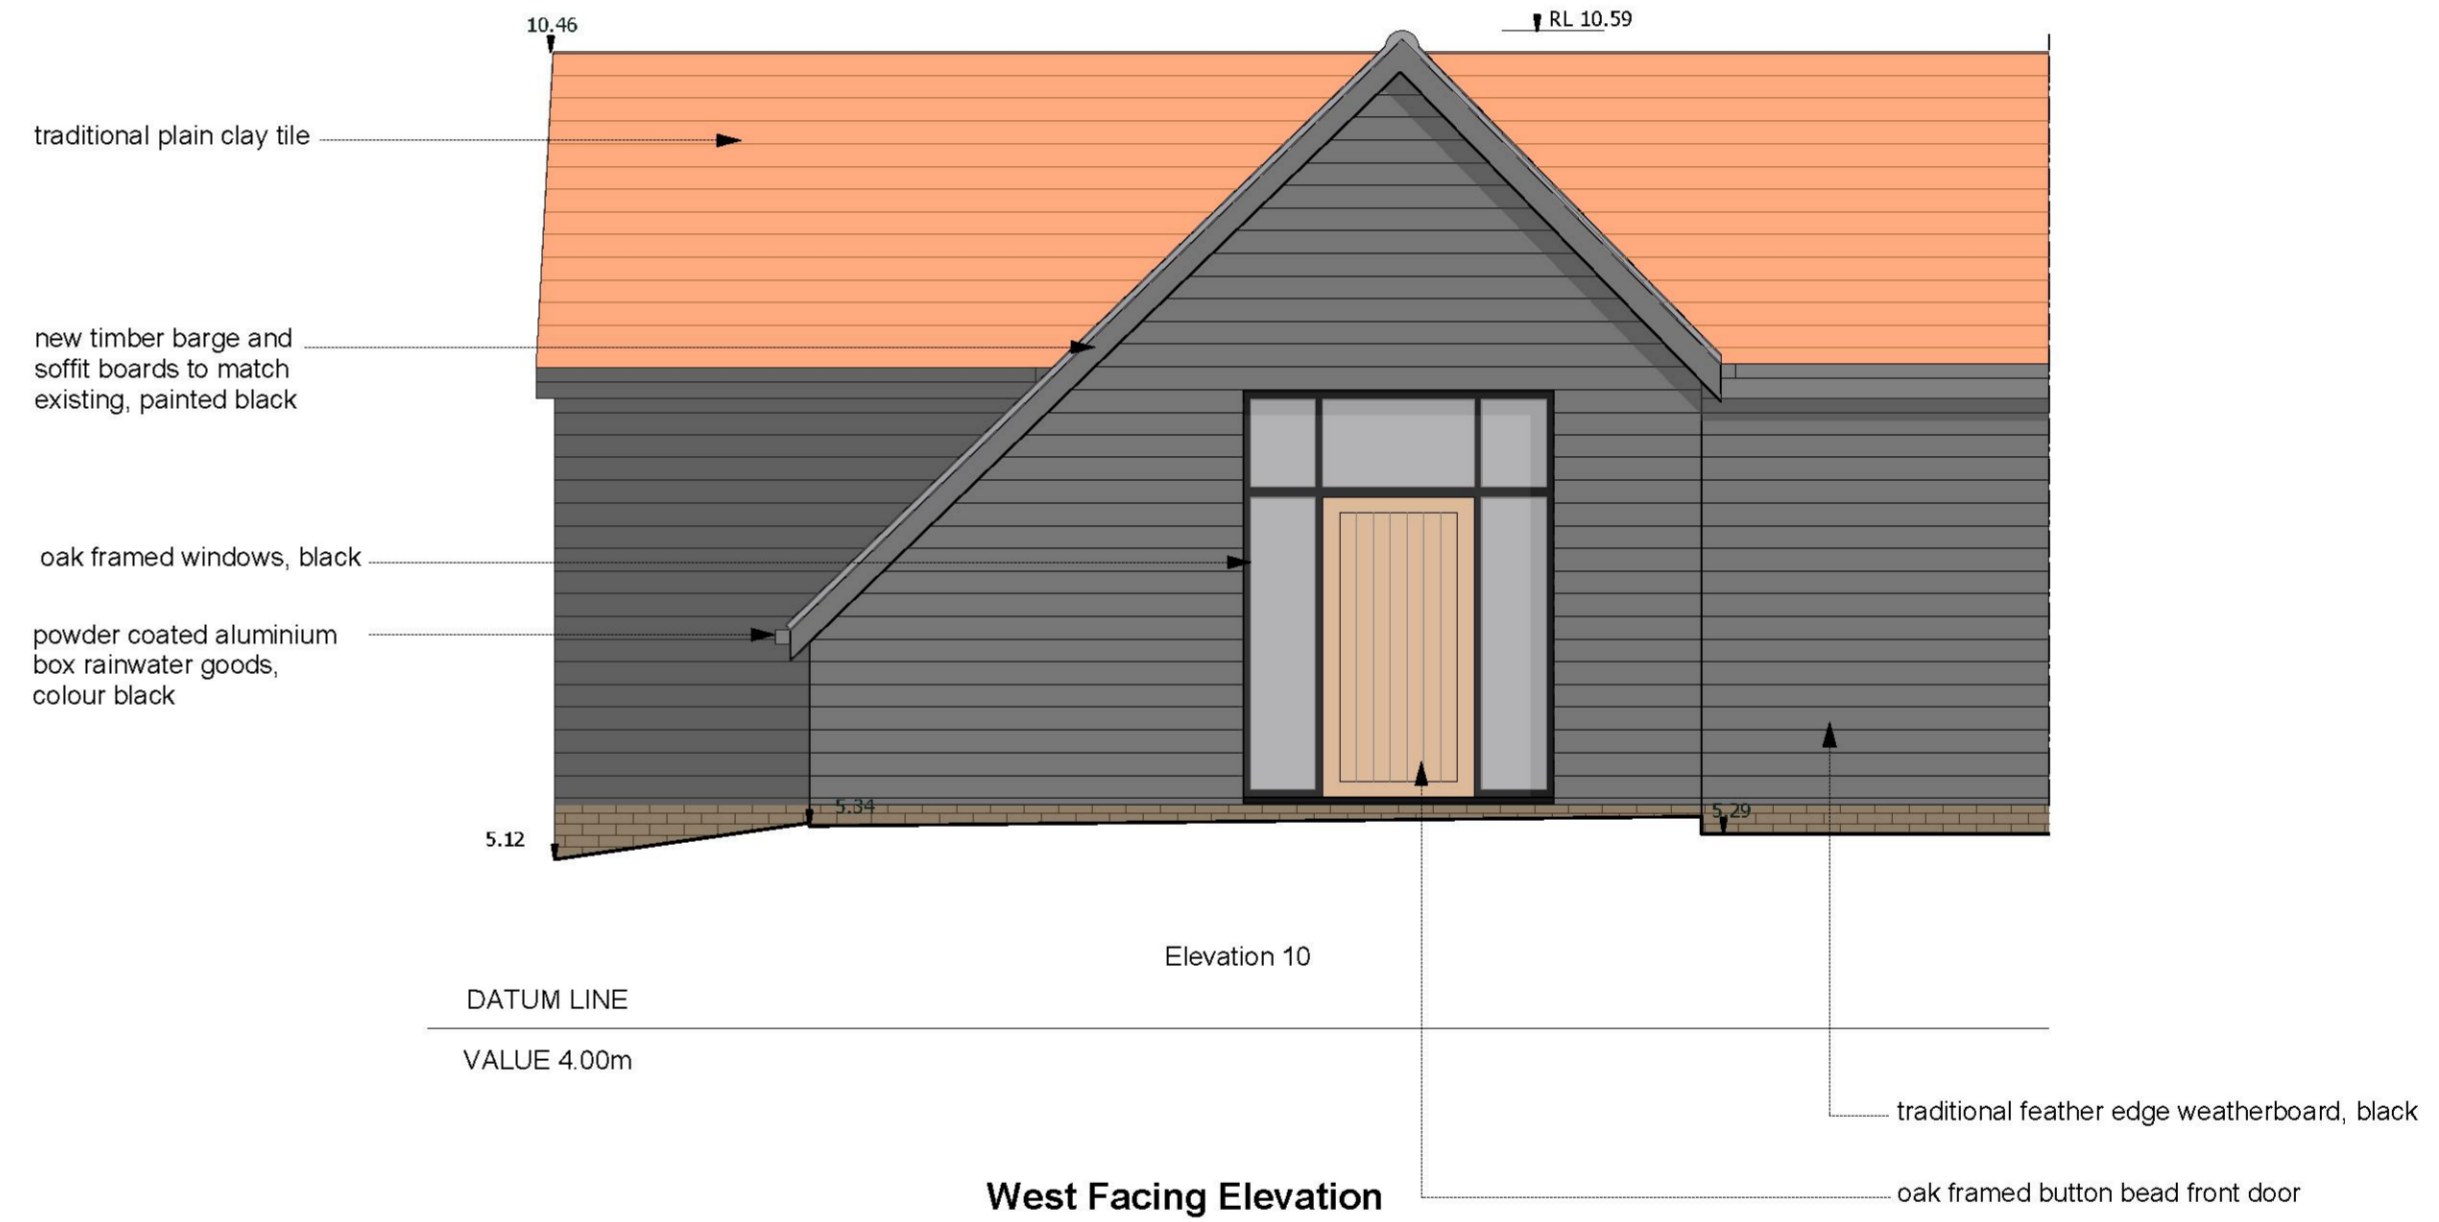 10.46
RL 10.59
traditional plain clay tile
new timber barge and
soffit boards to match
existing, painted black
oak framed windows, black
powder coated aluminium
box rainwater goods,
colour black
5.34
5.29
5.12
Elevation 10
DATUM LINE
VALUE 4.00m
traditional feather edge weatherboard, black
oak framed button bead front door
West Facing Elevation